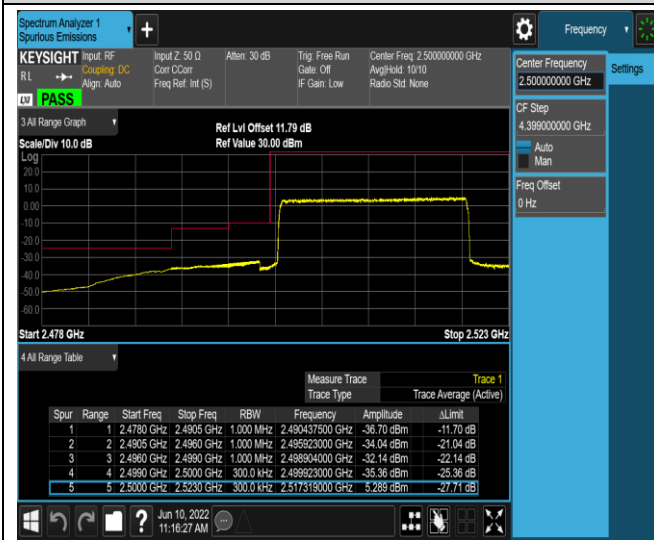 Spectrum Analyzer 1
Spurious Emissions
+
Frequency
KEYSIGHT Input: RF Input Z: 50 Ω Atten: 30 dB Trig: Free Run Center Freq: 2.500000000 GHz
R L Coupling: DC Corr CCorr Gate: Off Avg|Hold: 10/10
Align: Auto Freq Ref: Int (S) IF Gain: Low Radio Std: None
LXI PASS
Center Frequency
2.500000000 GHz
Settings
CF Step
4.399000000 GHz
Auto
Man
Freq Offset
0 Hz
3 All Range Graph
Ref Lvl Offset 11.79 dB
Scale/Div 10.0 dB Ref Value 30.00 dBm
Log
20.0
10.0
0.00
-10.0
-20.0
-30.0
-40.0
-50.0
-60.0
Start 2.478 GHz Stop 2.523 GHz
4 All Range Table
Measure Trace Trace 1
Trace Type Trace Average (Active)
Spur Range Start Freq Stop Freq RBW Frequency Amplitude ΔLimit
1 1 2.4780 GHz 2.4905 GHz 1.000 MHz 2.490437500 GHz -36.70 dBm -11.70 dB
2 2 2.4905 GHz 2.4960 GHz 1.000 MHz 2.495923000 GHz -34.04 dBm -21.04 dB
3 3 2.4960 GHz 2.4990 GHz 1.000 MHz 2.498904000 GHz -32.14 dBm -22.14 dB
4 4 2.4990 GHz 2.5000 GHz 300.0 kHz 2.499923000 GHz -35.36 dBm -25.36 dB
5 5 2.5000 GHz 2.5230 GHz 300.0 kHz 2.517319000 GHz 5.289 dBm -27.71 dB
?
Jun 10, 2022
11:16:27 AM